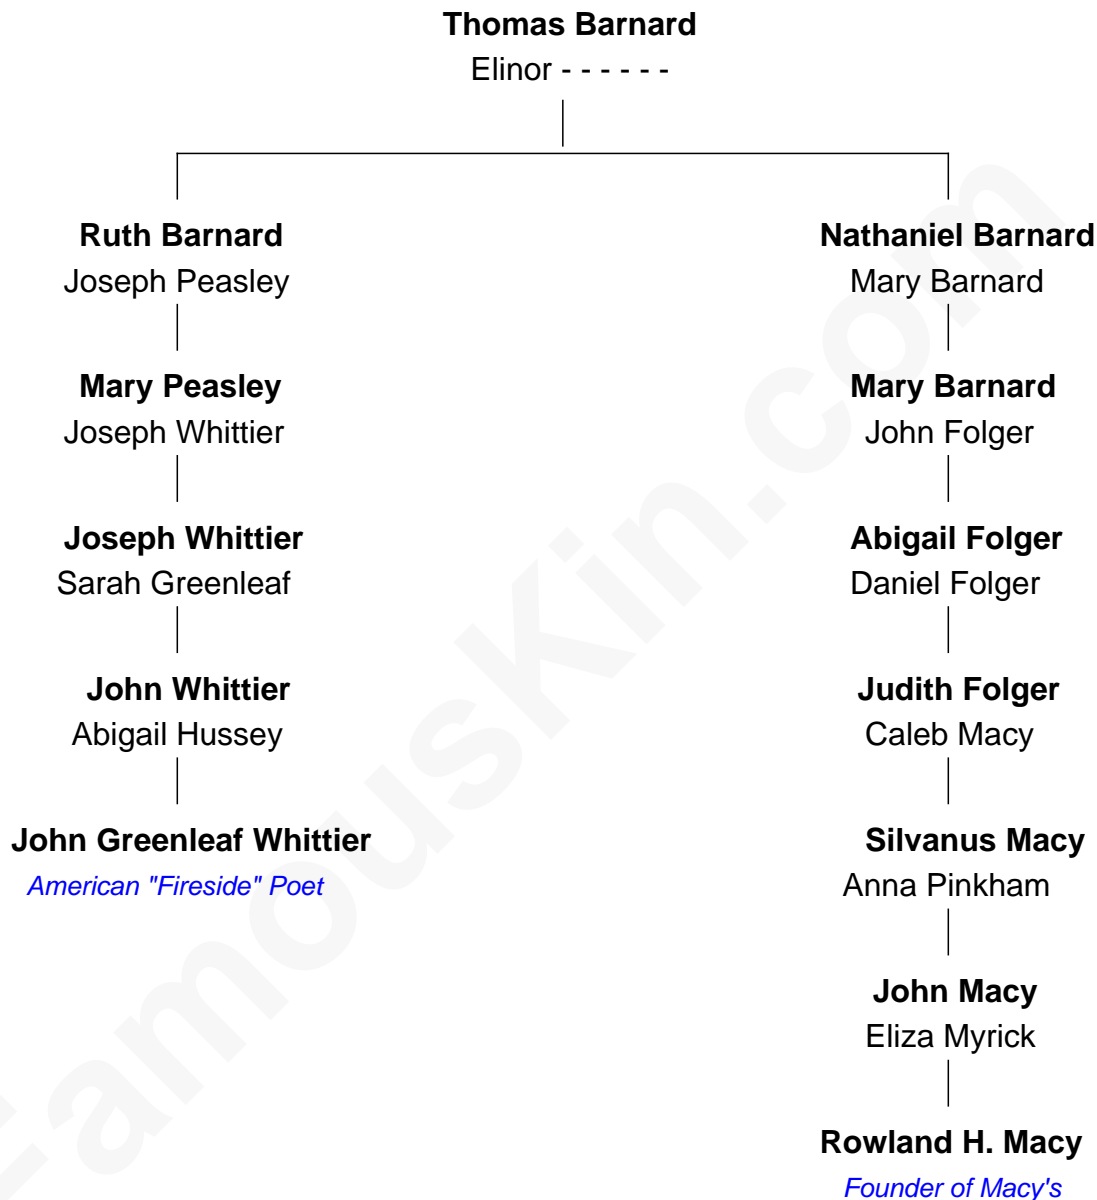 Thomas Barnard
Elinor - - - - - -
Ruth Barnard
Joseph Peasley
Mary Peasley
Joseph Whittier
Joseph Whittier
Sarah Greenleaf
John Whittier
Abigail Hussey
John Greenleaf Whittier
American "Fireside" Poet
Nathaniel Barnard
Mary Barnard
Mary Barnard
John Folger
Abigail Folger
Daniel Folger
Judith Folger
Caleb Macy
Silvanus Macy
Anna Pinkham
John Macy
Eliza Myrick
Rowland H. Macy
Founder of Macy's
FamousKin.com